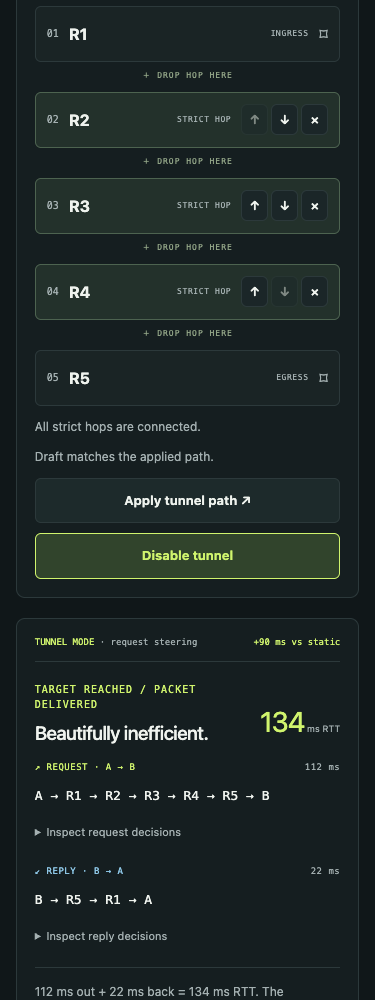 01 R1 INGRESS
+ DROP HOP HERE
02 R2 STRICT HOP ↑ ↓ ×
+ DROP HOP HERE
03 R3 STRICT HOP ↑ ↓ ×
+ DROP HOP HERE
04 R4 STRICT HOP ↑ ↓ ×
+ DROP HOP HERE
05 R5 EGRESS
All strict hops are connected.
Draft matches the applied path.
Apply tunnel path ↗
Disable tunnel
TUNNEL MODE · request steering +90 ms vs static
TARGET REACHED / PACKET
DELIVERED
Beautifully inefficient.
134 ms RTT
↗ REQUEST · A → B 112 ms
A → R1 → R2 → R3 → R4 → R5 → B
▶ Inspect request decisions
↙ REPLY · B → A 22 ms
B → R5 → R1 → A
▶ Inspect reply decisions
112 ms out + 22 ms back = 134 ms RTT. The